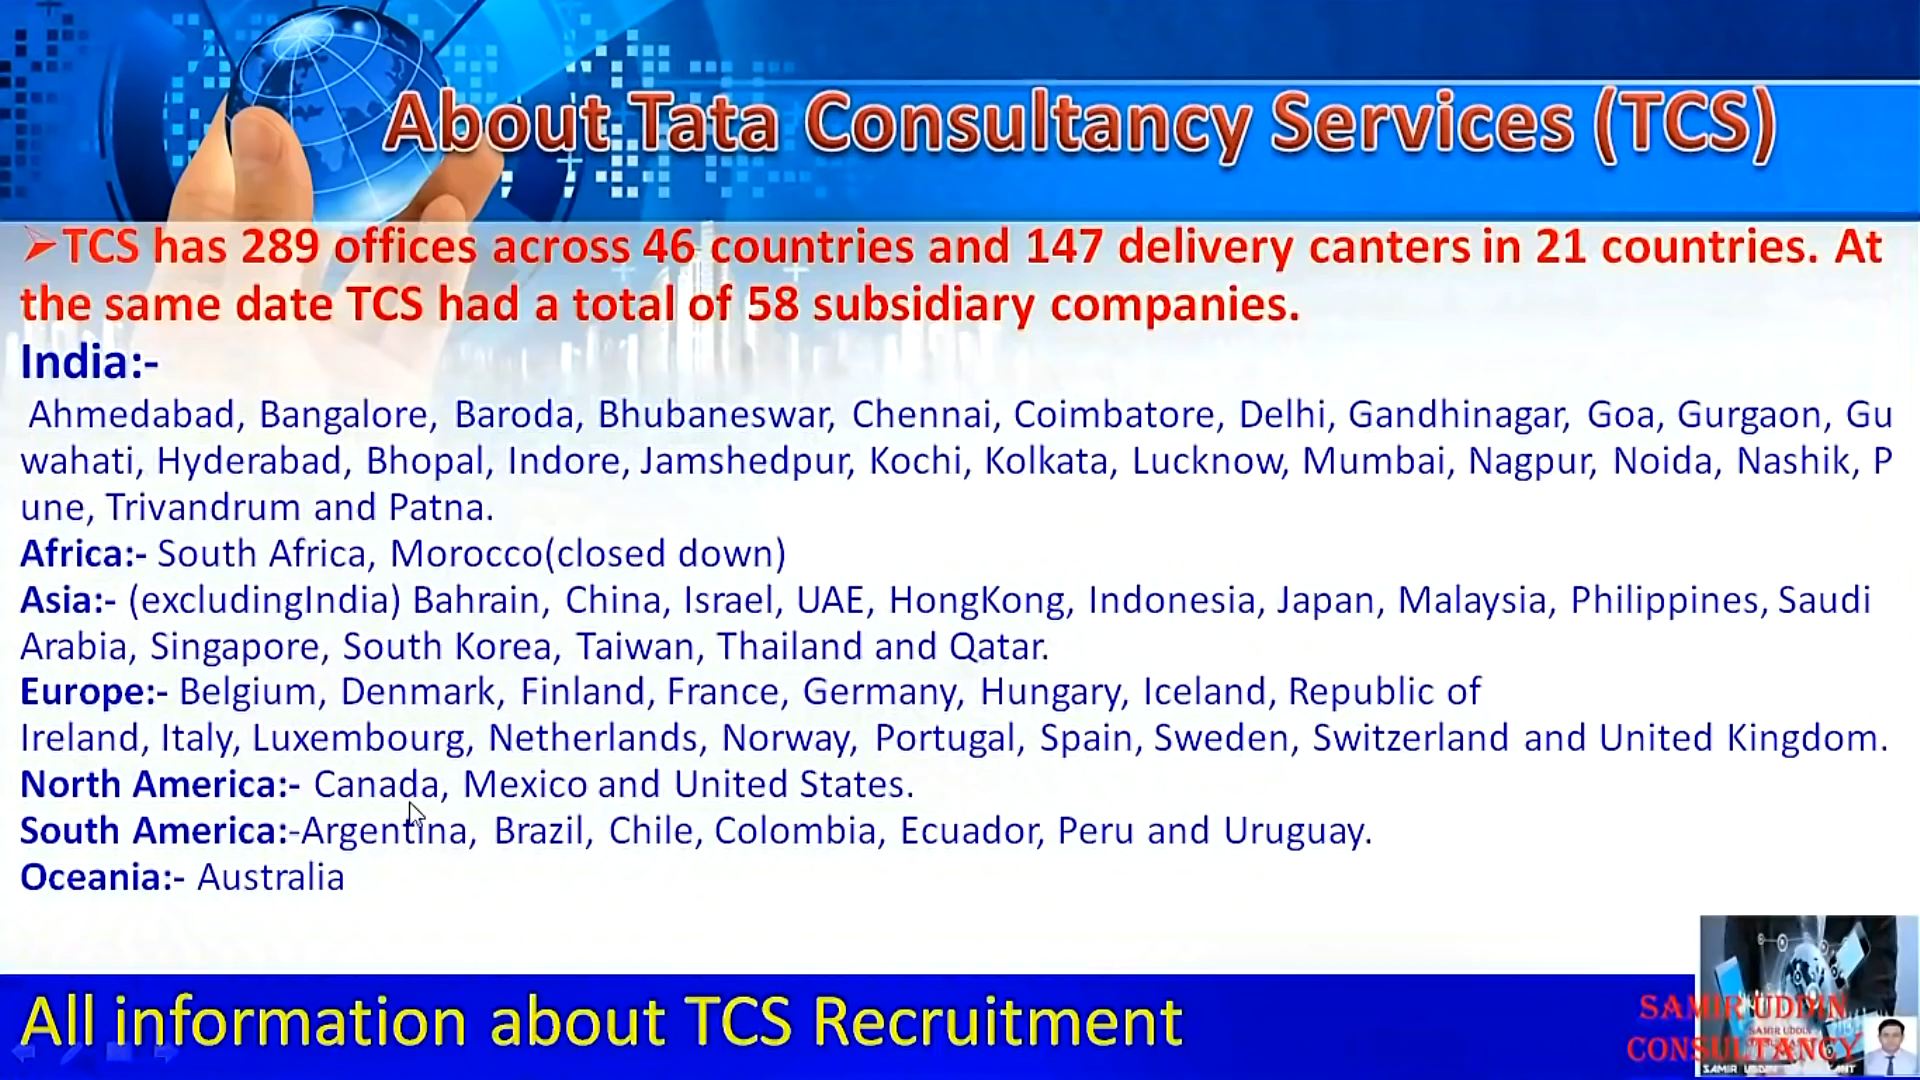 About Tata Consultancy Services (TCS)
➢TCS has 289 offices across 46 countries and 147 delivery canters in 21 countries. At
the same date TCS had a total of 58 subsidiary companies.
India:-
Ahmedabad, Bangalore, Baroda, Bhubaneswar, Chennai, Coimbatore, Delhi, Gandhinagar, Goa, Gurgaon, Gu
wahati, Hyderabad, Bhopal, Indore, Jamshedpur, Kochi, Kolkata, Lucknow, Mumbai, Nagpur, Noida, Nashik, P
une, Trivandrum and Patna.
Africa:- South Africa, Morocco(closed down)
Asia:- (excludingIndia) Bahrain, China, Israel, UAE, HongKong, Indonesia, Japan, Malaysia, Philippines, Saudi
Arabia, Singapore, South Korea, Taiwan, Thailand and Qatar.
Europe:- Belgium, Denmark, Finland, France, Germany, Hungary, Iceland, Republic of
Ireland, Italy, Luxembourg, Netherlands, Norway, Portugal, Spain, Sweden, Switzerland and United Kingdom.
North America:- Canada, Mexico and United States.
South America:-Argentina, Brazil, Chile, Colombia, Ecuador, Peru and Uruguay.
Oceania:- Australia
All information about TCS Recruitment
SAMIR UDDIN
SAMIR UDDIN
CONSULTANCY
SAMIR UDDIN